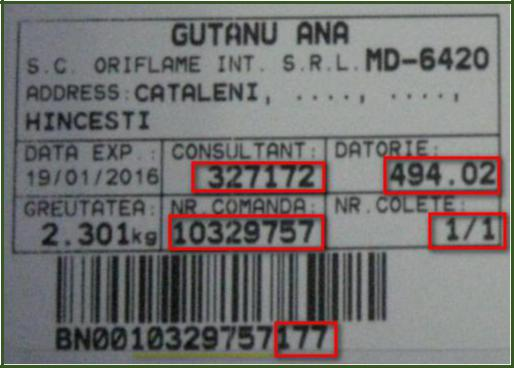 GUTANU ANA
S.C. ORIFLAME INT. S.R.L. MD-6420
ADDRESS: CATALENI, ...., ....,
HINCESTI
DATA EXP.: CONSULTANT: DATORIE:
19/01/2016 327172 494.02
GREUTATEA: NR.COMANDA: NR.COLETE:
2.301kg 10329757 1/1
BN0010329757177